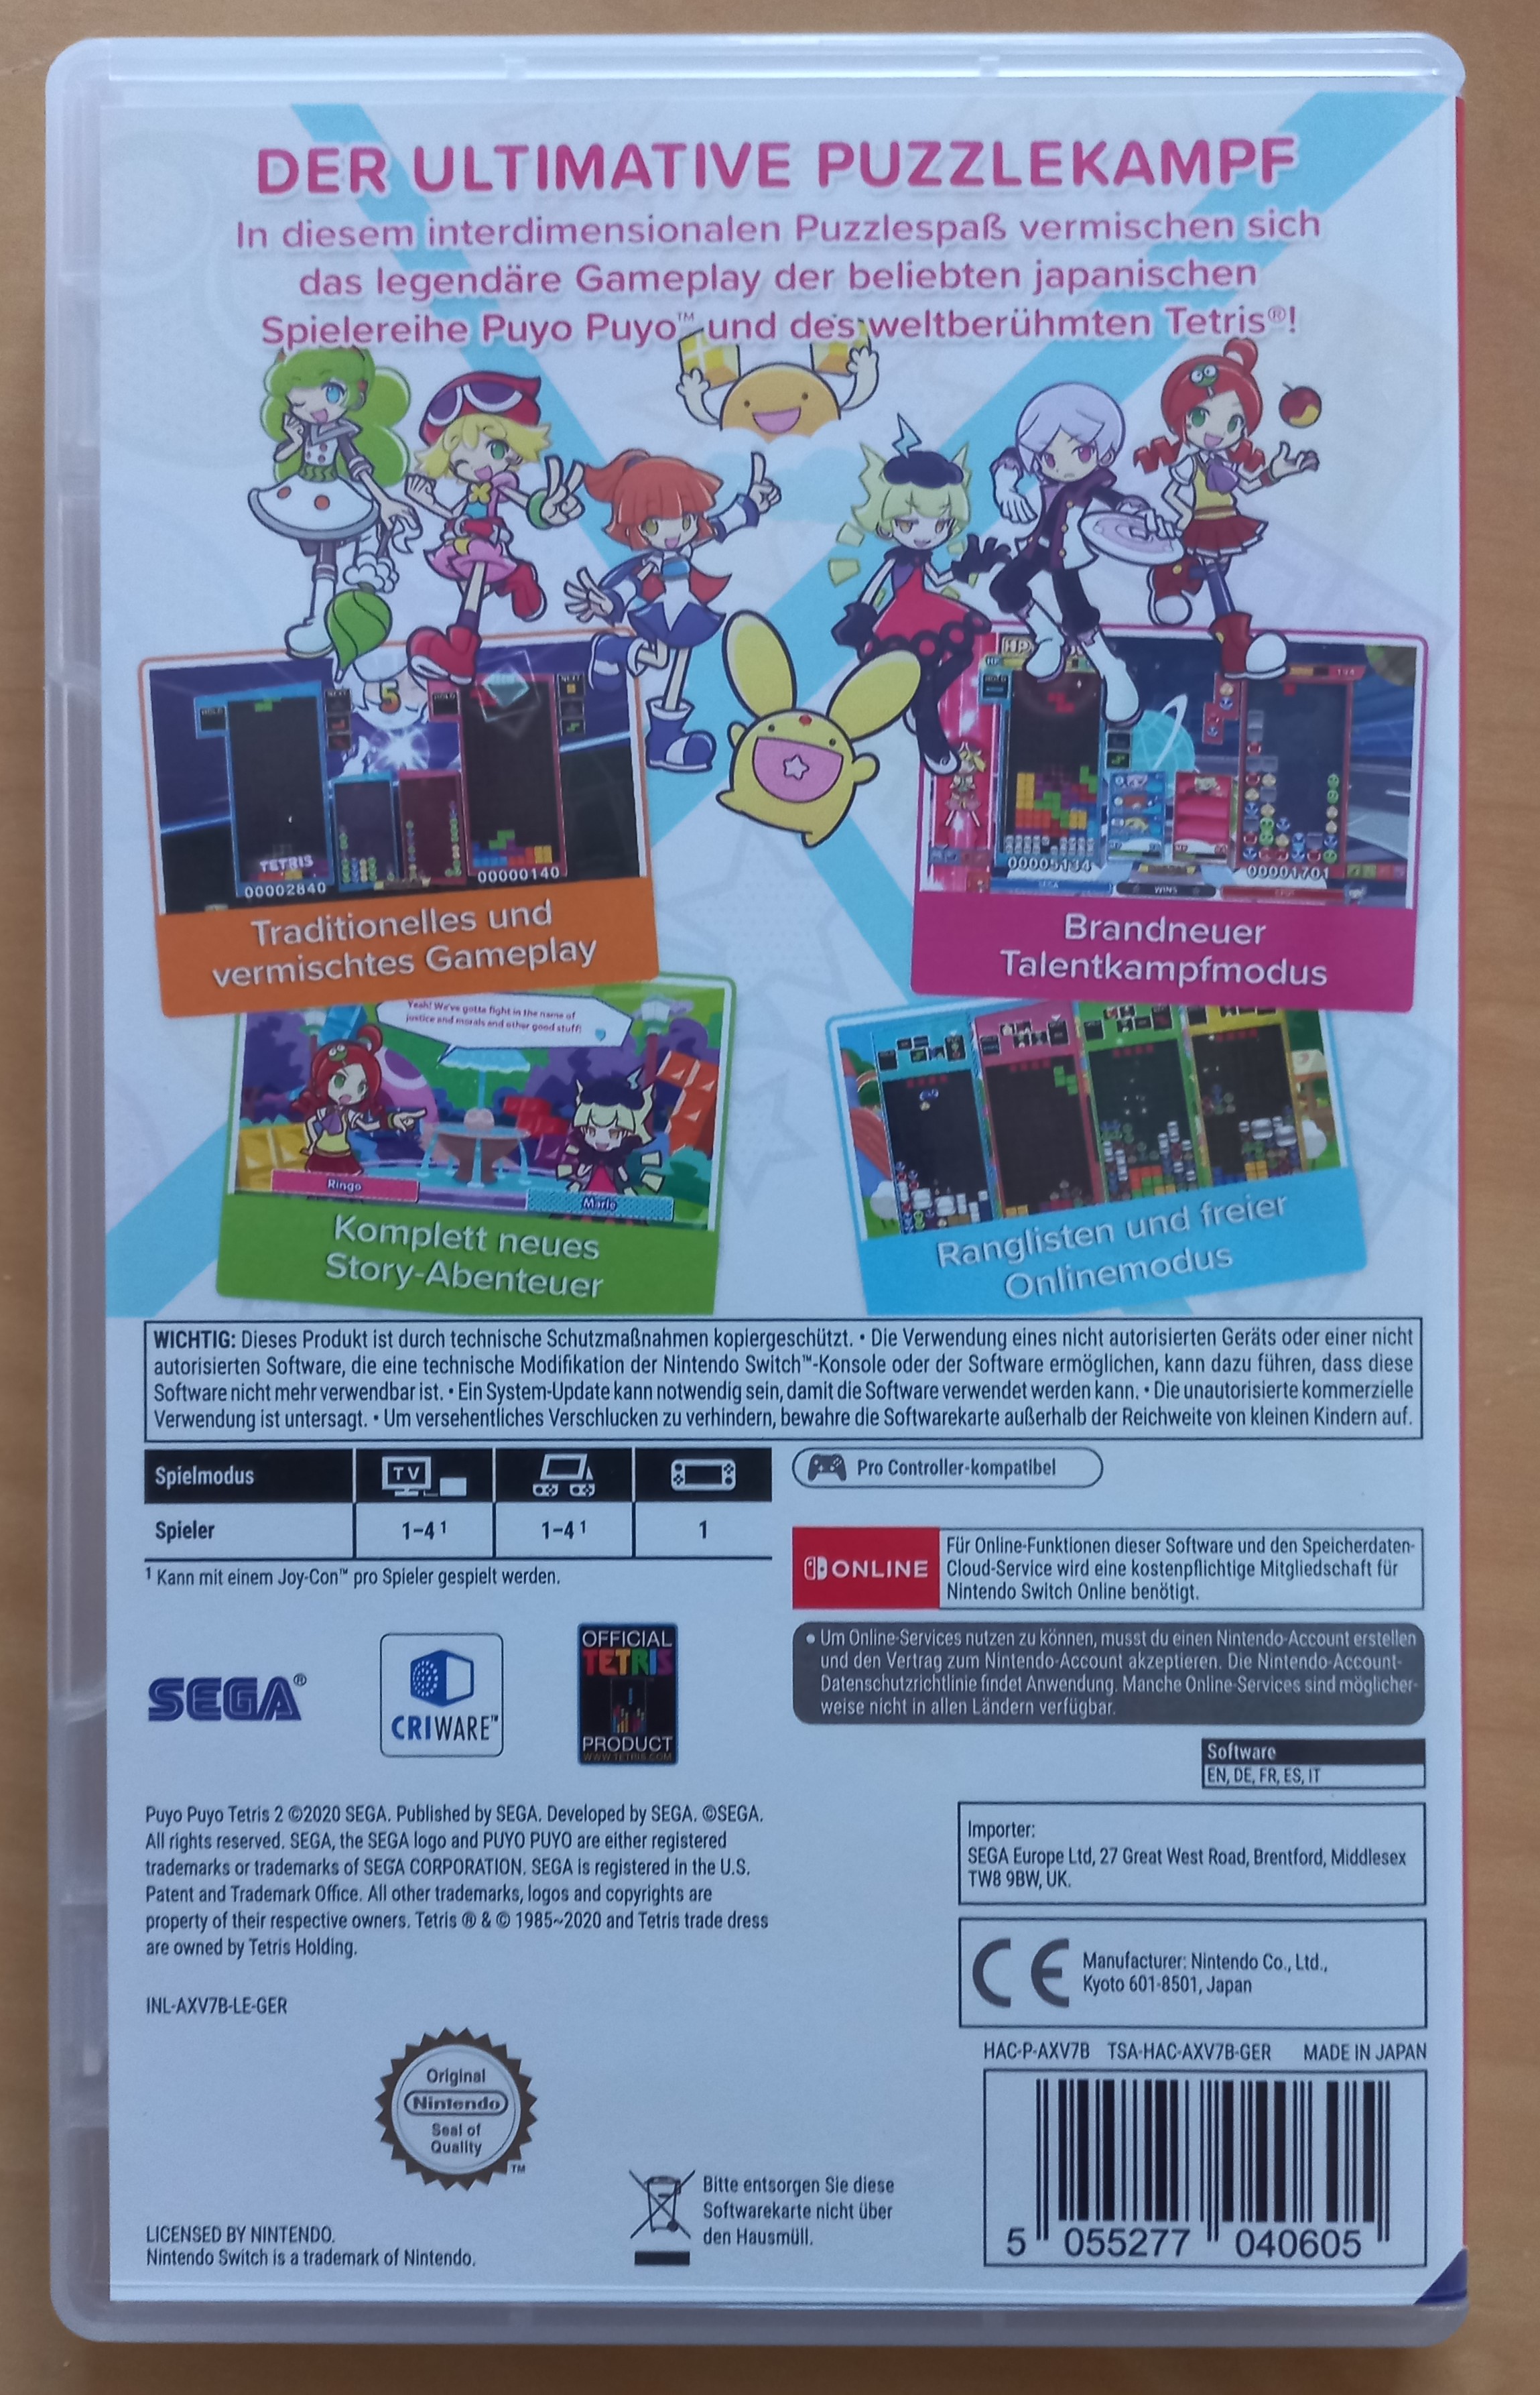 DER ULTIMATIVE PUZZLEKAMPF
In diesem interdimensionalen Puzzlespaß vermischen sich
das legendäre Gameplay der beliebten japanischen
Spielereihe Puyo Puyo™ und des weltberühmten Tetris®!
5
TETRIS
00002840
00000140
Traditionelles und
vermischtes Gameplay
HP
00005134
00001701
SEGA
WINS
Brandneuer
Talentkampfmodus
Yeah! We've gotta fight in the name of
justice and morals and other good stuff!
Ringo
Marle
Komplett neues
Story-Abenteuer
Ranglisten und freier
Onlinemodus
WICHTIG: Dieses Produkt ist durch technische Schutzmaßnahmen kopiergeschützt. • Die Verwendung eines nicht autorisierten Geräts oder einer nicht
autorisierten Software, die eine technische Modifikation der Nintendo Switch™-Konsole oder der Software ermöglichen, kann dazu führen, dass diese
Software nicht mehr verwendbar ist. • Ein System-Update kann notwendig sein, damit die Software verwendet werden kann. • Die unautorisierte kommerzielle
Verwendung ist untersagt. • Um versehentliches Verschlucken zu verhindern, bewahre die Softwarekarte außerhalb der Reichweite von kleinen Kindern auf.
Spielmodus TV
Spieler 1–4¹ 1–4¹ 1
¹ Kann mit einem Joy-Con™ pro Spieler gespielt werden.
Pro Controller-kompatibel
ONLINE
Für Online-Funktionen dieser Software und den Speicherdaten-
Cloud-Service wird eine kostenpflichtige Mitgliedschaft für
Nintendo Switch Online benötigt.
• Um Online-Services nutzen zu können, musst du einen Nintendo-Account erstellen
und den Vertrag zum Nintendo-Account akzeptieren. Die Nintendo-Account-
Datenschutzrichtlinie findet Anwendung. Manche Online-Services sind möglicher-
weise nicht in allen Ländern verfügbar.
SEGA®
CRIWARE™
OFFICIAL
TETRIS
PRODUCT
WWW.TETRIS.COM
Software
EN, DE, FR, ES, IT
Puyo Puyo Tetris 2 ©2020 SEGA. Published by SEGA. Developed by SEGA. ©SEGA.
All rights reserved. SEGA, the SEGA logo and PUYO PUYO are either registered
trademarks or trademarks of SEGA CORPORATION. SEGA is registered in the U.S.
Patent and Trademark Office. All other trademarks, logos and copyrights are
property of their respective owners. Tetris ® & © 1985~2020 and Tetris trade dress
are owned by Tetris Holding.
INL-AXV7B-LE-GER
Importer:
SEGA Europe Ltd, 27 Great West Road, Brentford, Middlesex
TW8 9BW, UK.
CE
Manufacturer: Nintendo Co., Ltd.,
Kyoto 601-8501, Japan
HAC-P-AXV7B TSA-HAC-AXV7B-GER MADE IN JAPAN
Original
Nintendo
Seal of
Quality
™
Bitte entsorgen Sie diese
Softwarekarte nicht über
den Hausmüll.
LICENSED BY NINTENDO.
Nintendo Switch is a trademark of Nintendo.
5 055277 040605